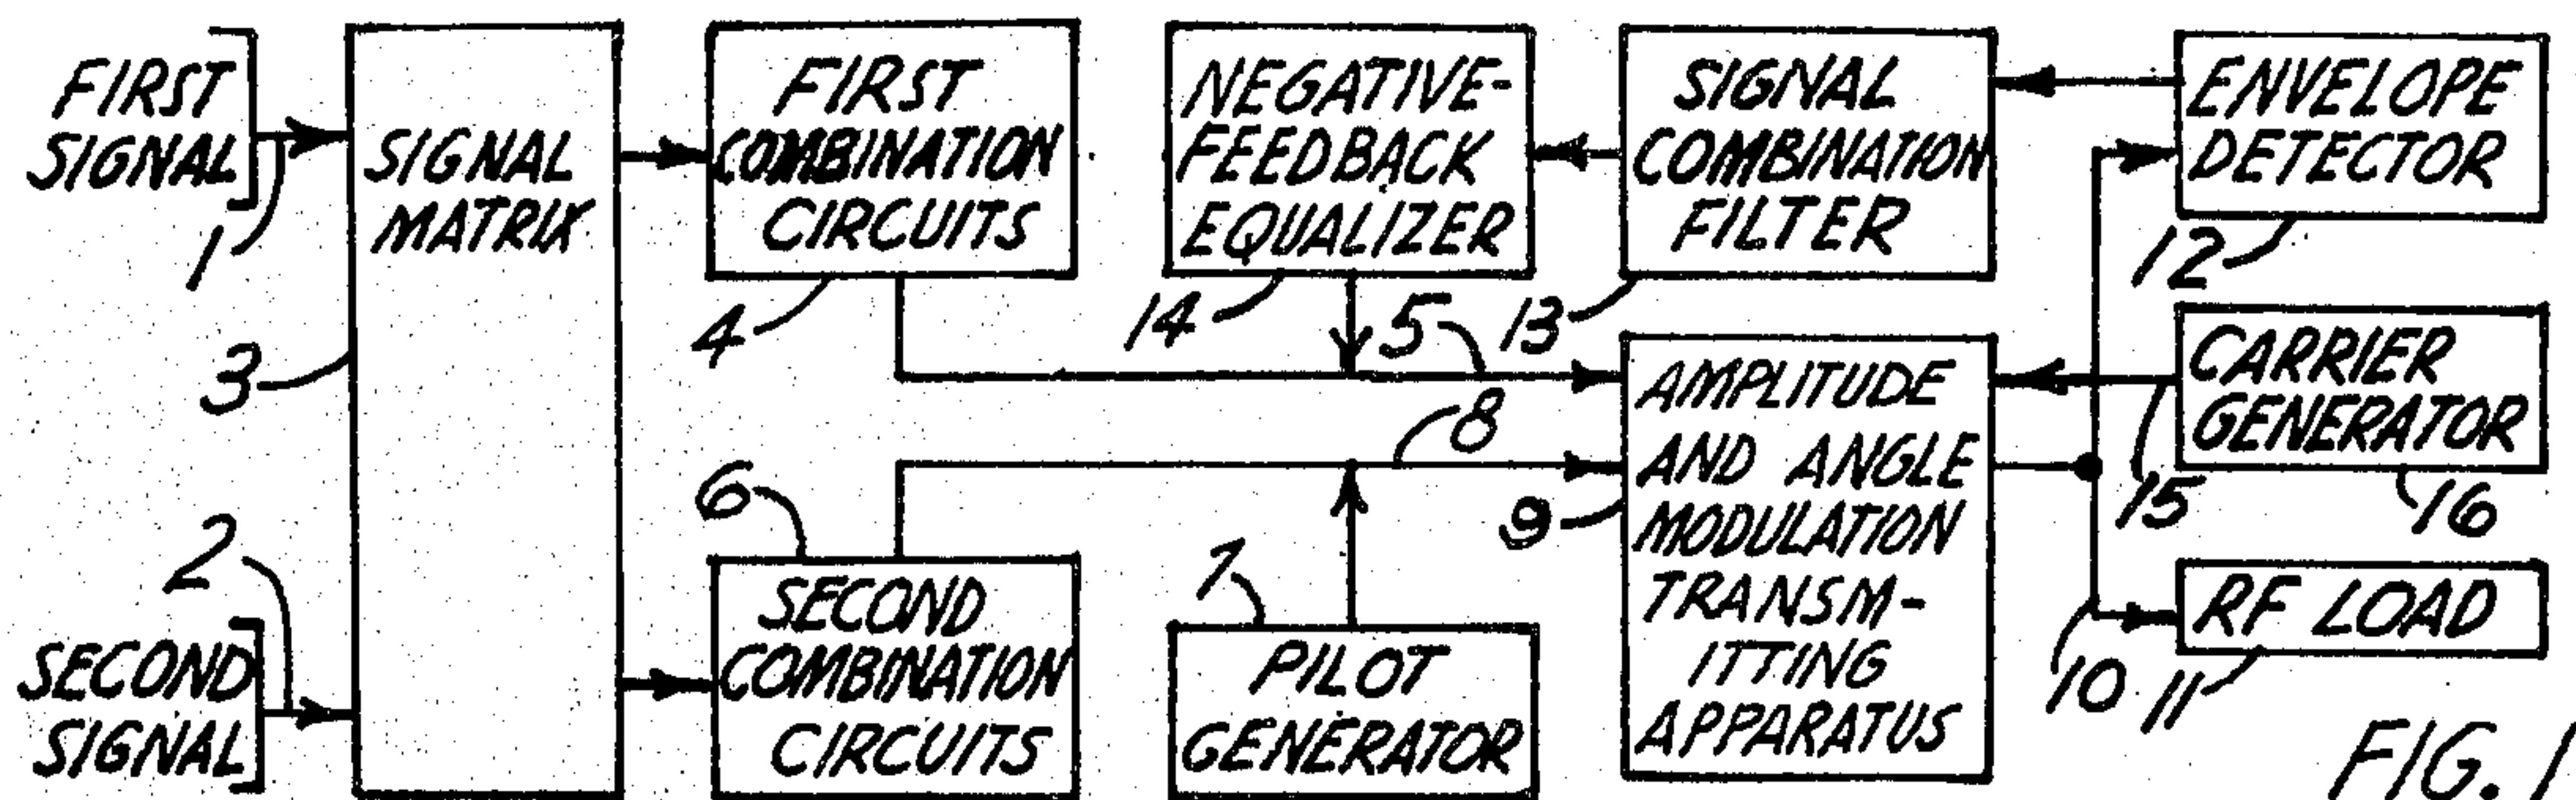 FIRST
SIGNAL
1
SIGNAL
MATRIX
3
2
SECOND
SIGNAL
FIRST
COMBINATION
CIRCUITS
4
6
SECOND
COMBINATION
CIRCUITS
NEGATIVE-
FEEDBACK
EQUALIZER
14
5
8
7
PILOT
GENERATOR
SIGNAL
COMBINATION
FILTER
13
AMPLITUDE
AND ANGLE
MODULATION
TRANSM-
ITTING
APPARATUS
9
ENVELOPE
DETECTOR
12
CARRIER
GENERATOR
15
16
RF LOAD
10
11
FIG. 1